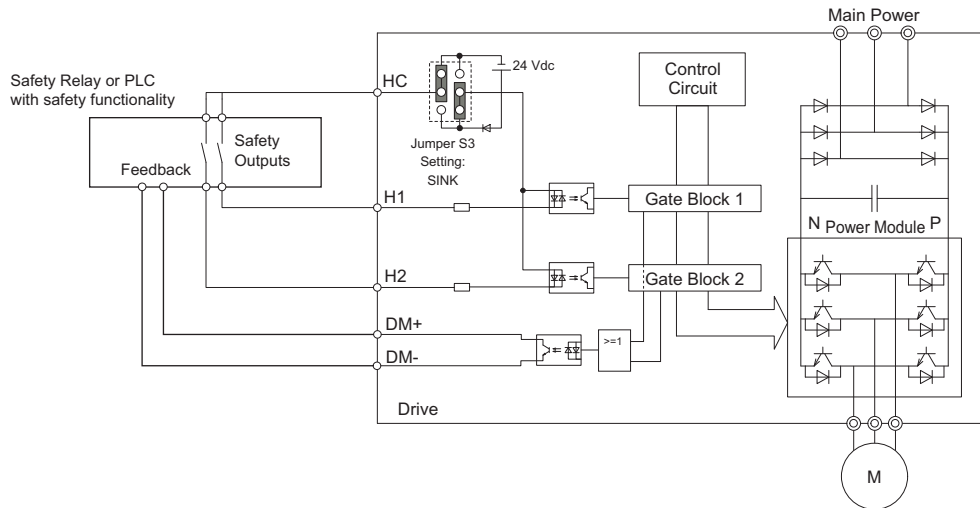 Main Power
Safety Relay or PLC
with safety functionality
HC
24 Vdc
Control
Circuit
Jumper S3
Setting:
SINK
Safety
Outputs
Feedback
H1
Gate Block 1
N
P
Power Module
H2
Gate Block 2
DM+
>=1
DM-
Drive
M